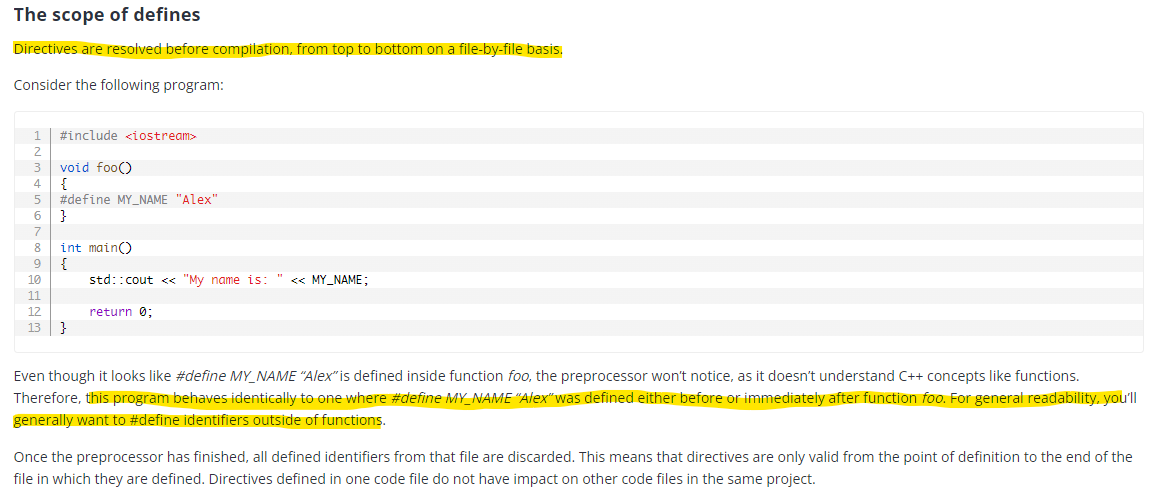 The scope of defines
Directives are resolved before compilation, from top to bottom on a file-by-file basis.
Consider the following program:
1 #include <iostream>
2
3 void foo()
4 {
5 #define MY_NAME "Alex"
6 }
7
8 int main()
9 {
10     std::cout << "My name is: " << MY_NAME;
11
12     return 0;
13 }
Even though it looks like #define MY_NAME “Alex” is defined inside function foo, the preprocessor won’t notice, as it doesn’t understand C++ concepts like functions.
Therefore, this program behaves identically to one where #define MY_NAME “Alex” was defined either before or immediately after function foo. For general readability, you’ll
generally want to #define identifiers outside of functions.
Once the preprocessor has finished, all defined identifiers from that file are discarded. This means that directives are only valid from the point of definition to the end of the
file in which they are defined. Directives defined in one code file do not have impact on other code files in the same project.